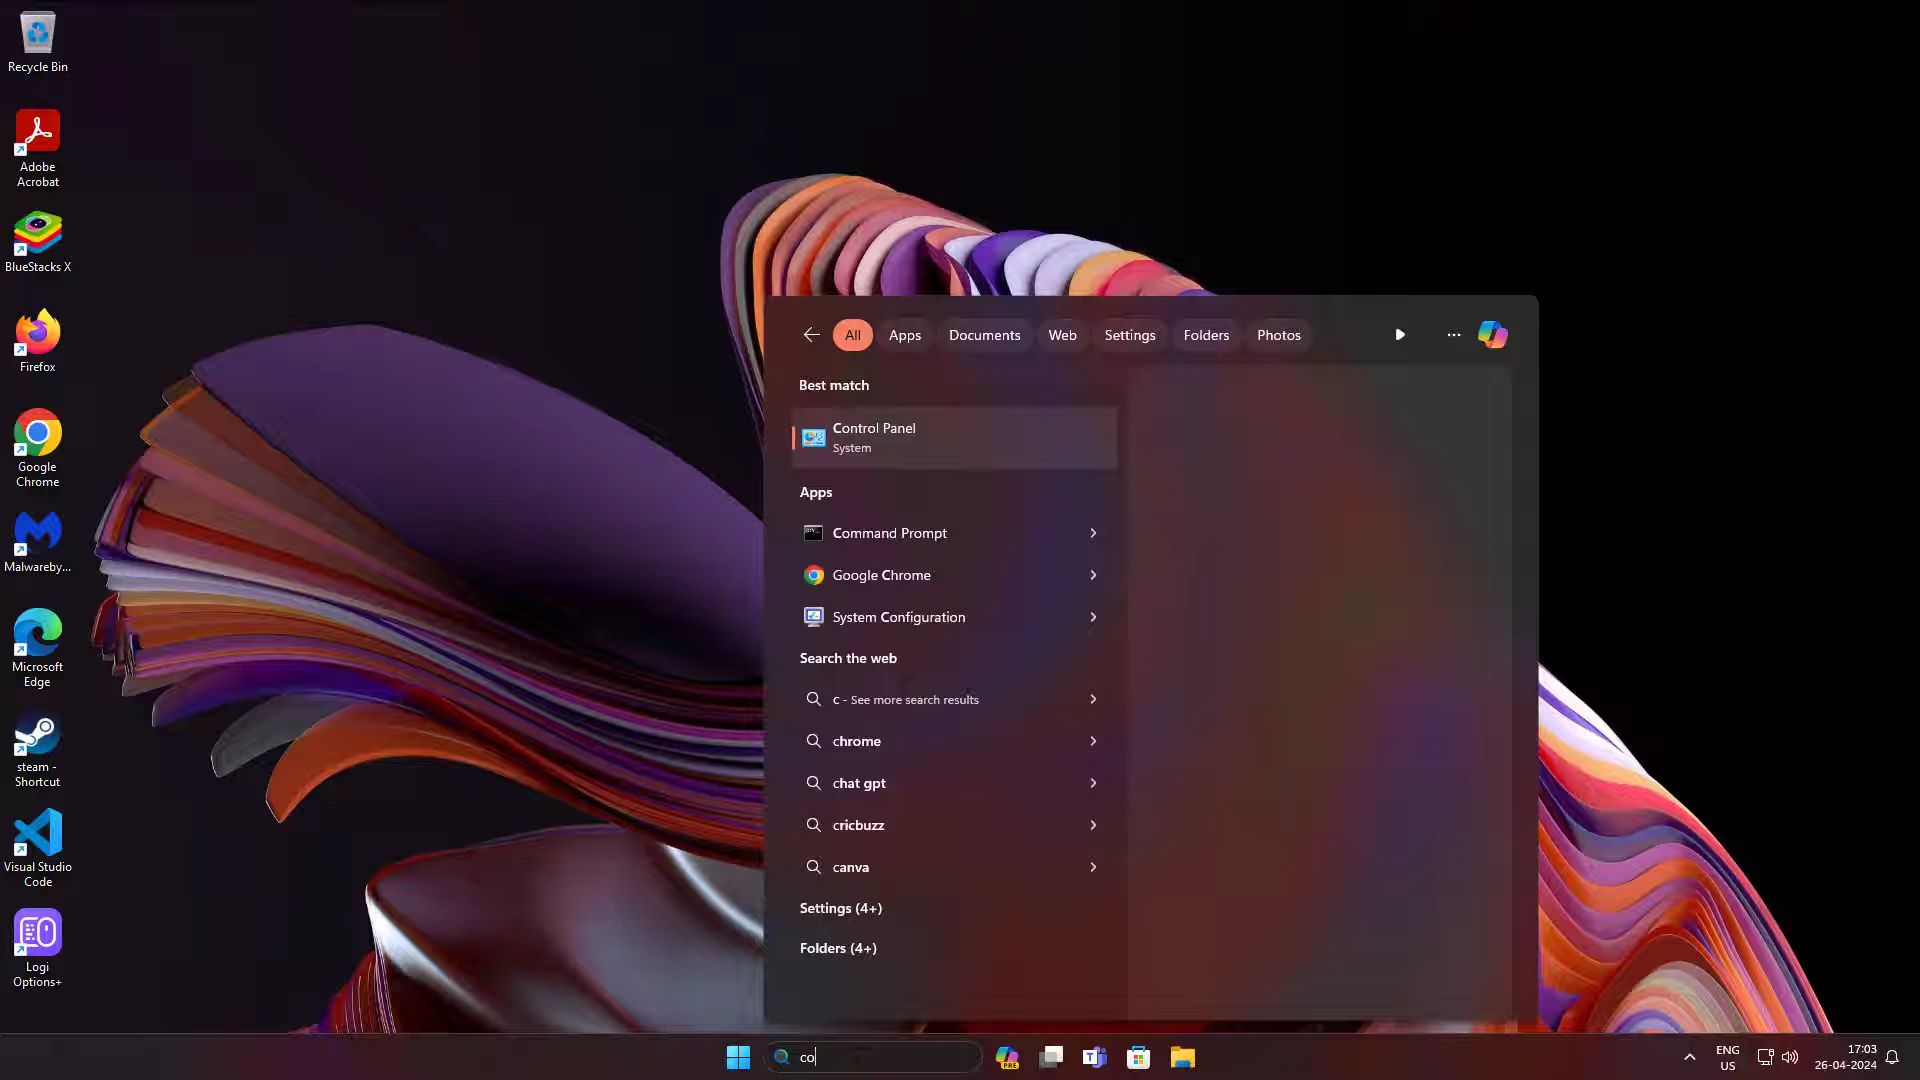 Recycle Bin
Adobe
Acrobat
BlueStacks X
Firefox
Google
Chrome
Malwareby...
Microsoft
Edge
steam -
Shortcut
Visual Studio
Code
Logi
Options+
All
Apps
Documents
Web
Settings
Folders
Photos
...
Best match
Control Panel
System
Apps
Command Prompt
Google Chrome
System Configuration
Search the web
c - See more search results
chrome
chat gpt
cricbuzz
canva
Settings (4+)
Folders (4+)
co
PRE
ENG
US
17:03
26-04-2024